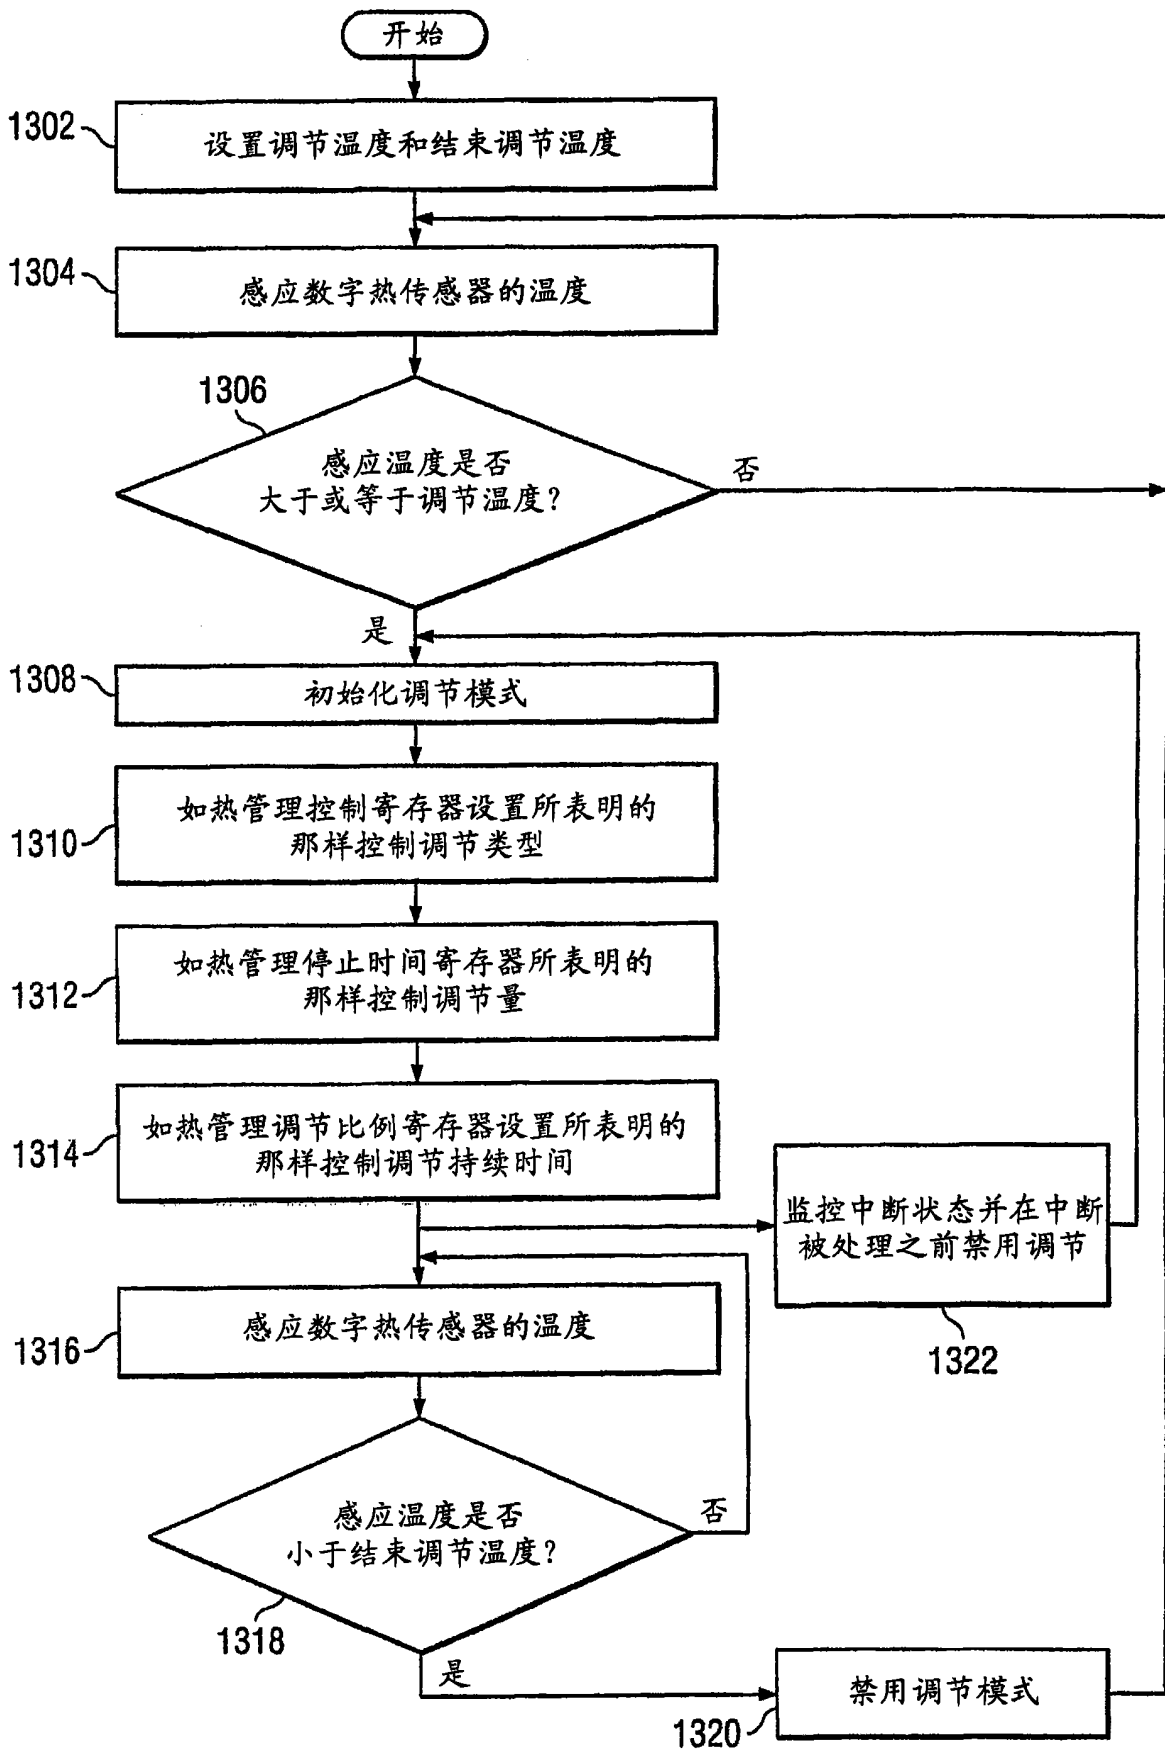 开始
1302
设置调节温度和结束调节温度
1304
感应数字热传感器的温度
1306
感应温度是否
大于或等于调节温度？
否
是
1308
初始化调节模式
1310
如热管理控制寄存器设置所表明的
那样控制调节类型
1312
如热管理停止时间寄存器所表明的
那样控制调节量
1314
如热管理调节比例寄存器设置所表明的
那样控制调节持续时间
监控中断状态并在中断
被处理之前禁用调节
1322
1316
感应数字热传感器的温度
感应温度是否
小于结束调节温度？
否
1318
是
禁用调节模式
1320